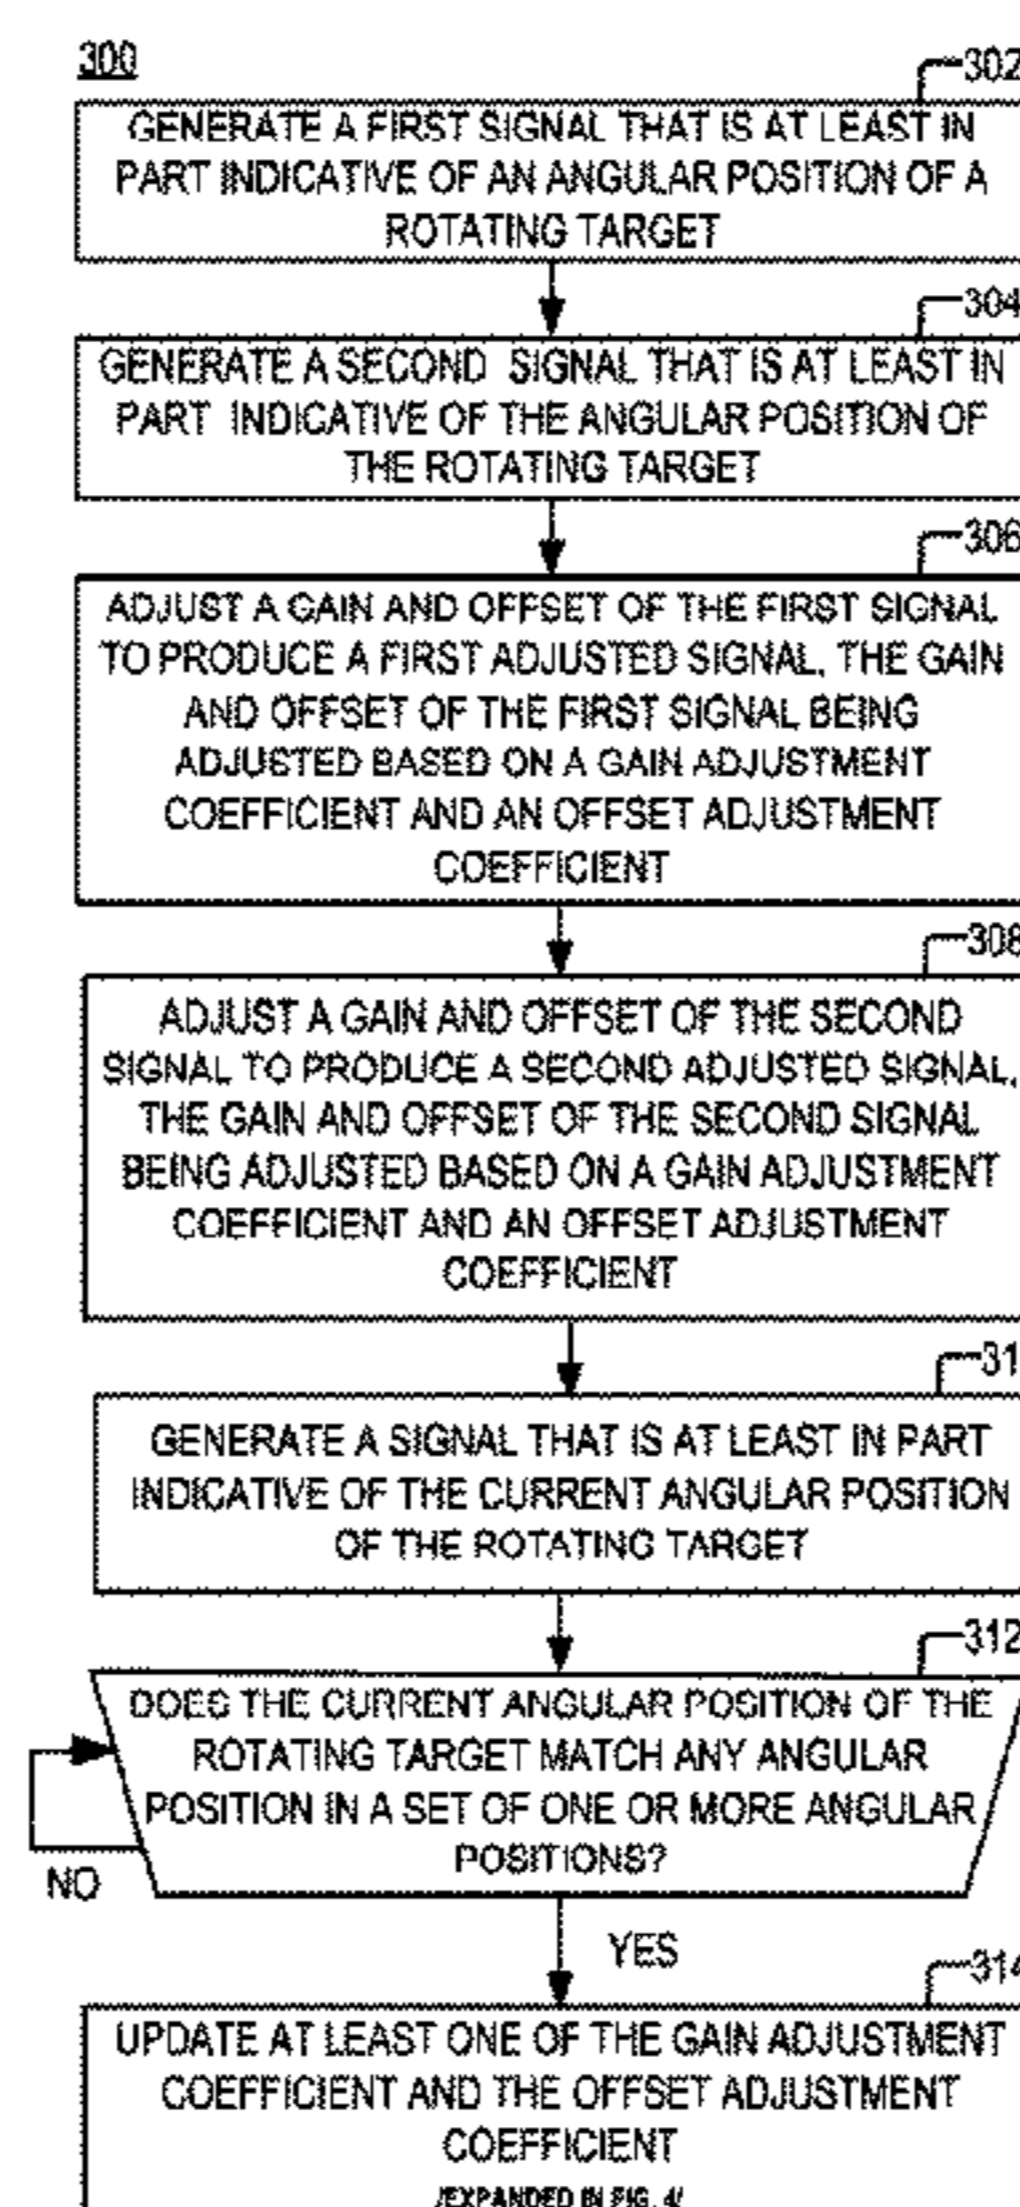 300
302
GENERATE A FIRST SIGNAL THAT IS AT LEAST IN
PART INDICATIVE OF AN ANGULAR POSITION OF A
ROTATING TARGET
304
GENERATE A SECOND SIGNAL THAT IS AT LEAST IN
PART INDICATIVE OF THE ANGULAR POSITION OF
THE ROTATING TARGET
306
ADJUST A GAIN AND OFFSET OF THE FIRST SIGNAL
TO PRODUCE A FIRST ADJUSTED SIGNAL, THE GAIN
AND OFFSET OF THE FIRST SIGNAL BEING
ADJUSTED BASED ON A GAIN ADJUSTMENT
COEFFICIENT AND AN OFFSET ADJUSTMENT
COEFFICIENT
308
ADJUST A GAIN AND OFFSET OF THE SECOND
SIGNAL TO PRODUCE A SECOND ADJUSTED SIGNAL,
THE GAIN AND OFFSET OF THE SECOND SIGNAL
BEING ADJUSTED BASED ON A GAIN ADJUSTMENT
COEFFICIENT AND AN OFFSET ADJUSTMENT
COEFFICIENT
31
GENERATE A SIGNAL THAT IS AT LEAST IN PART
INDICATIVE OF THE CURRENT ANGULAR POSITION
OF THE ROTATING TARGET
312
DOES THE CURRENT ANGULAR POSITION OF THE
ROTATING TARGET MATCH ANY ANGULAR
POSITION IN A SET OF ONE OR MORE ANGULAR
POSITIONS?
NO
YES
314
UPDATE AT LEAST ONE OF THE GAIN ADJUSTMENT
COEFFICIENT AND THE OFFSET ADJUSTMENT
COEFFICIENT
/EXPANDED IN FIG. 4/